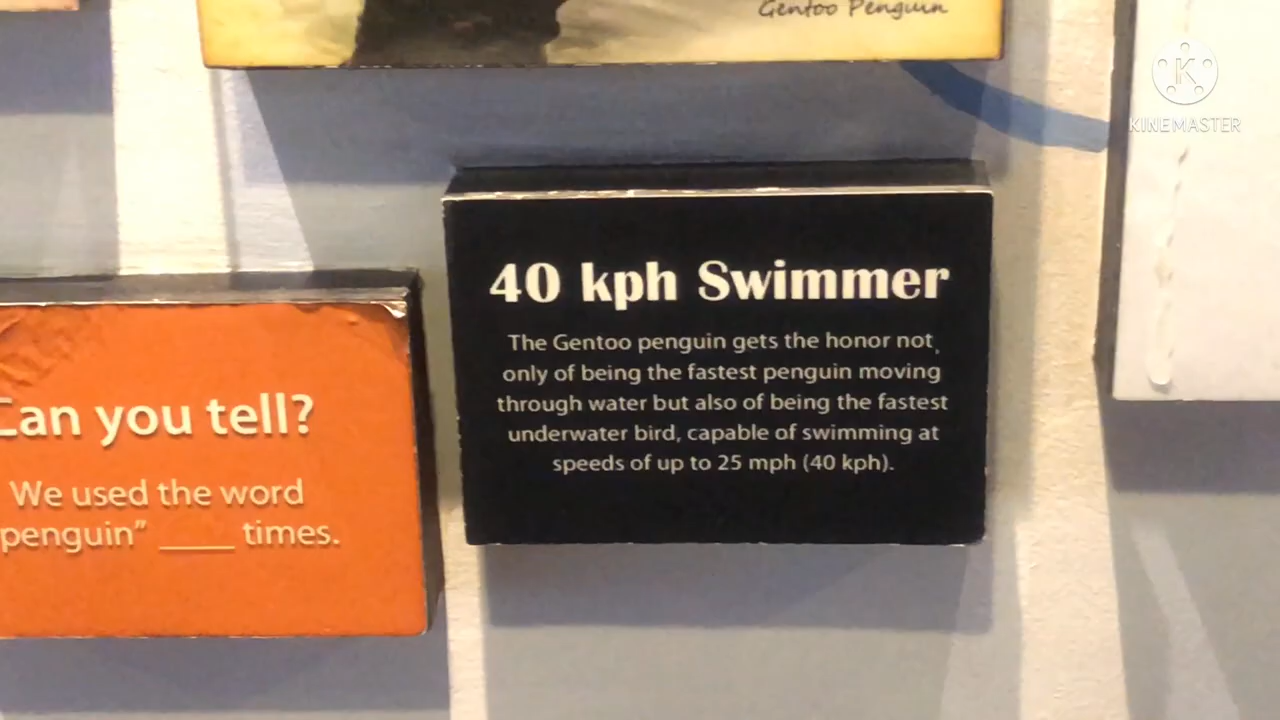 Gentoo Penguin
KINEMASTER
40 kph Swimmer
The Gentoo penguin gets the honor not
only of being the fastest penguin moving
through water but also of being the fastest
underwater bird, capable of swimming at
speeds of up to 25 mph (40 kph).
Can you tell?
We used the word
penguin” ____ times.